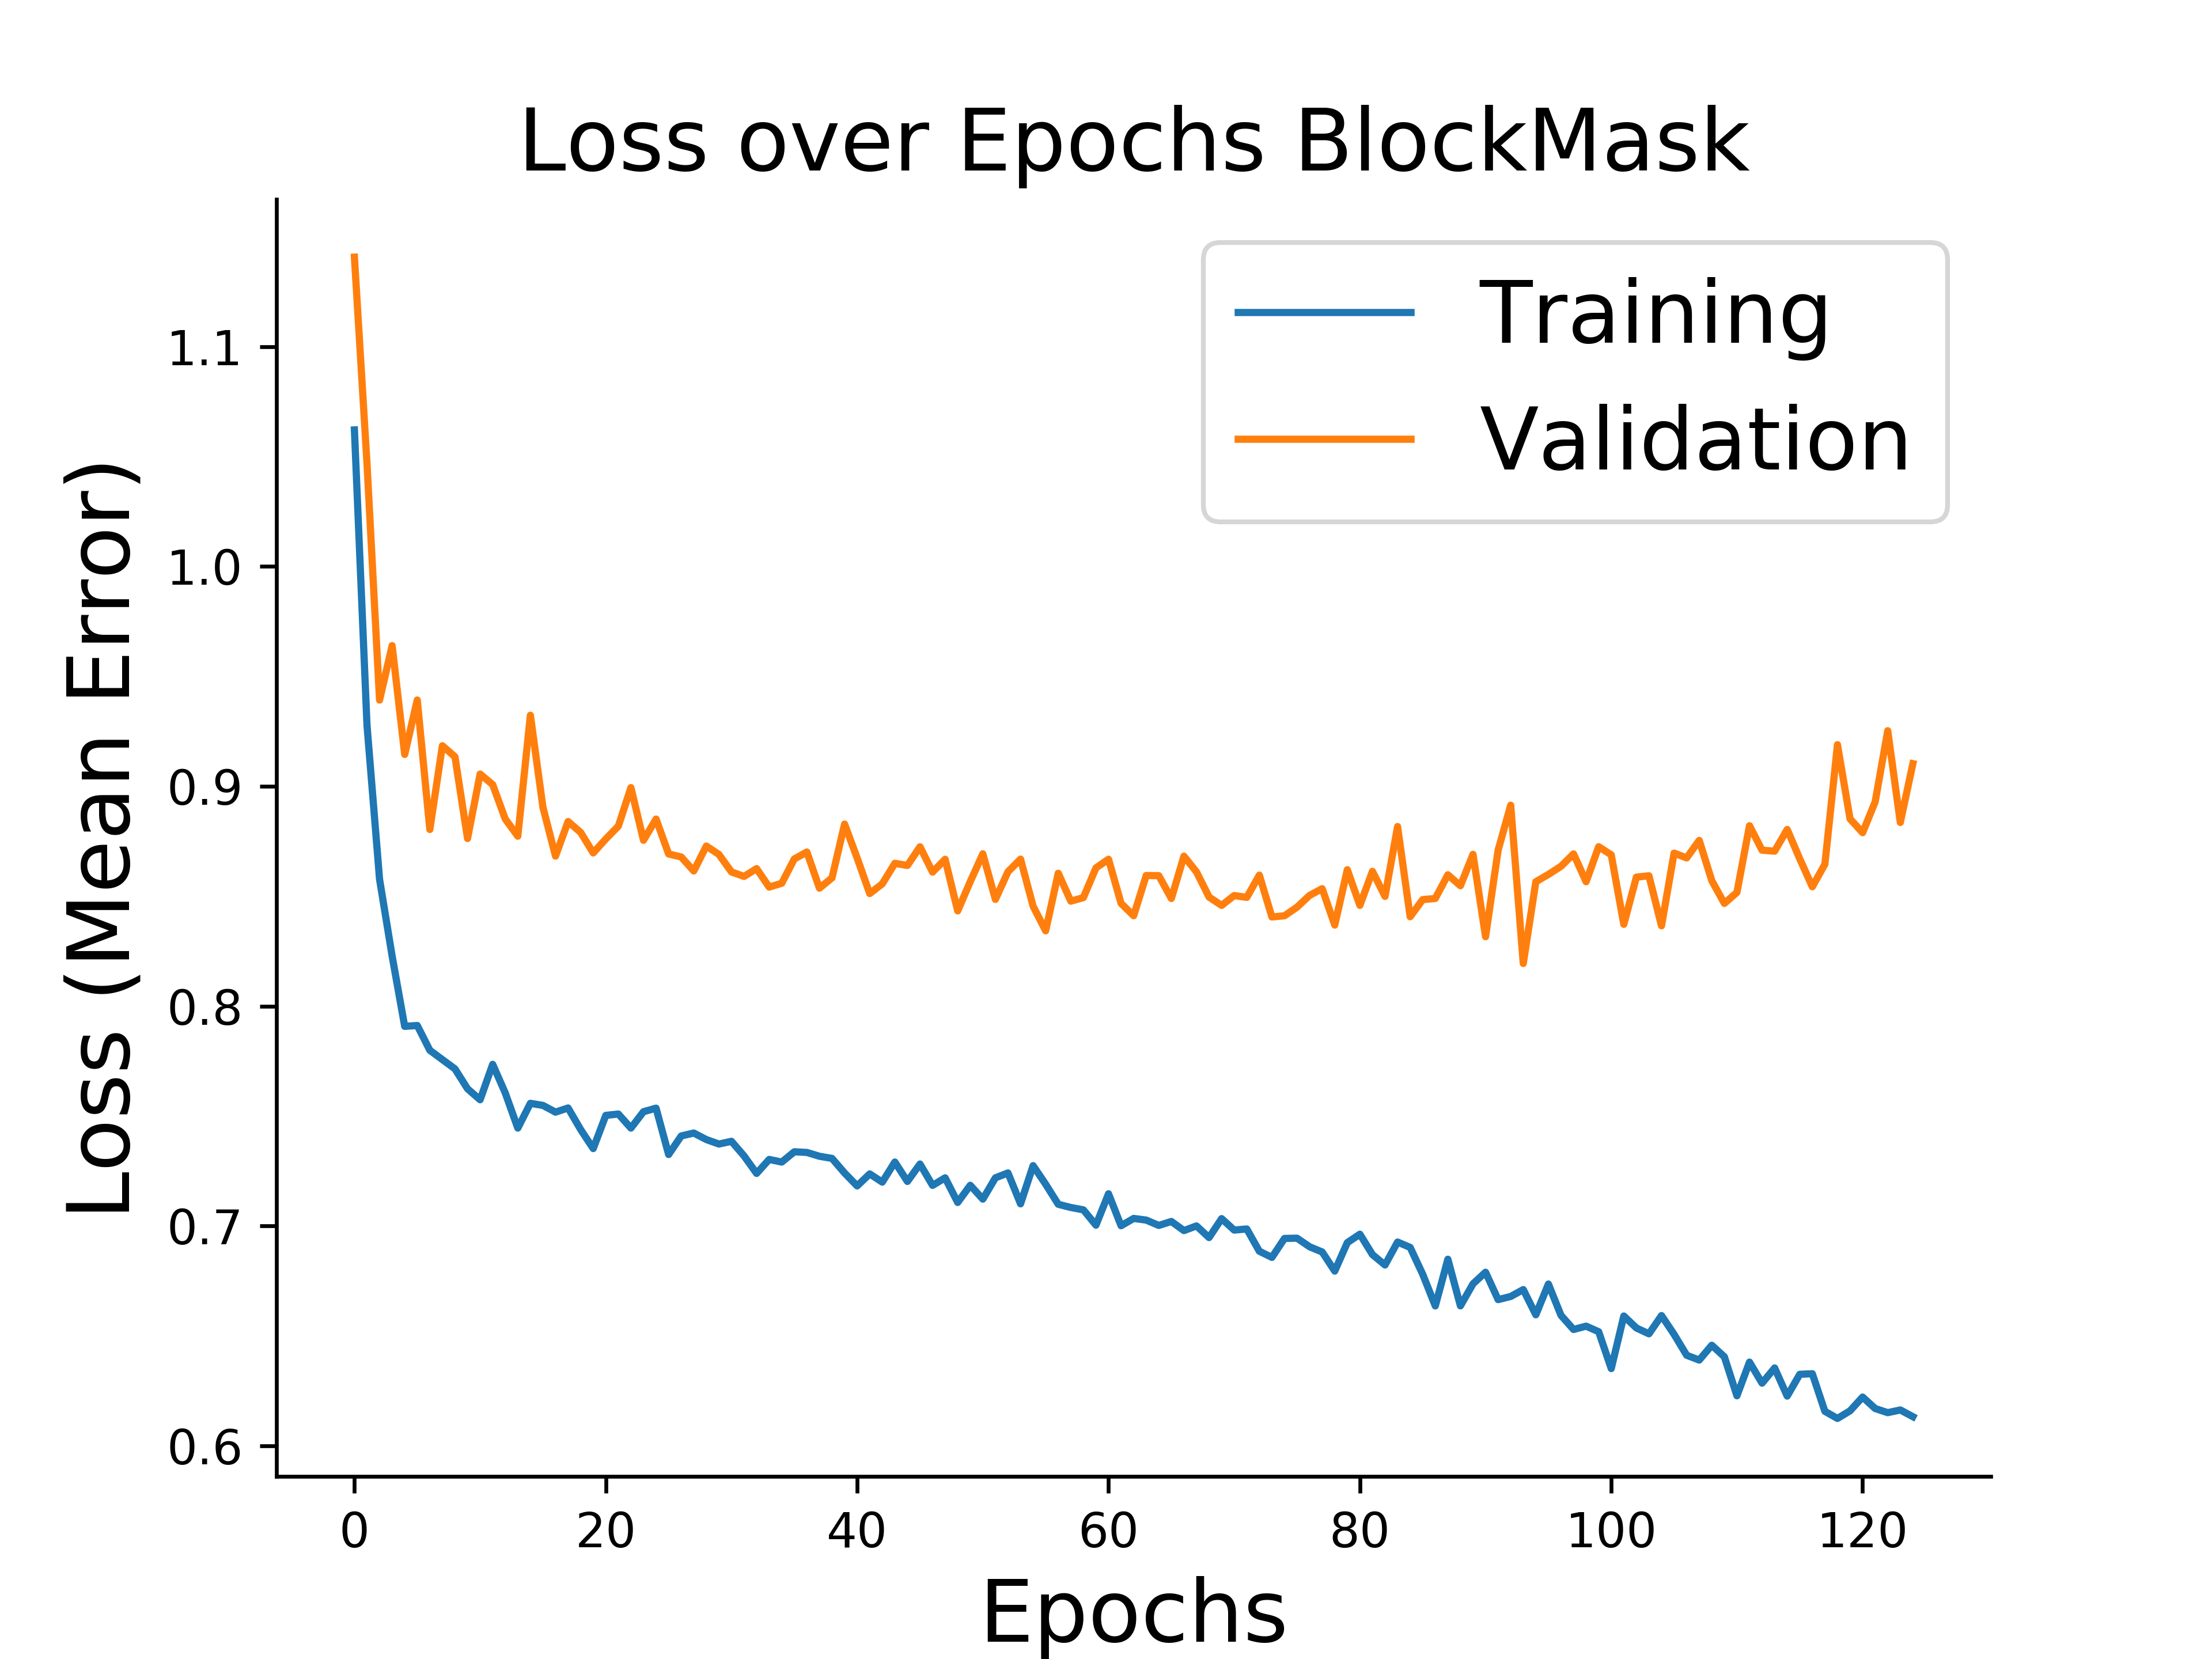 Loss over Epochs BlockMask
Training
Validation
Loss (Mean Error)
1.1
1.0
0.9
0.8
0.7
0.6
0 20 40 60 80 100 120
Epochs